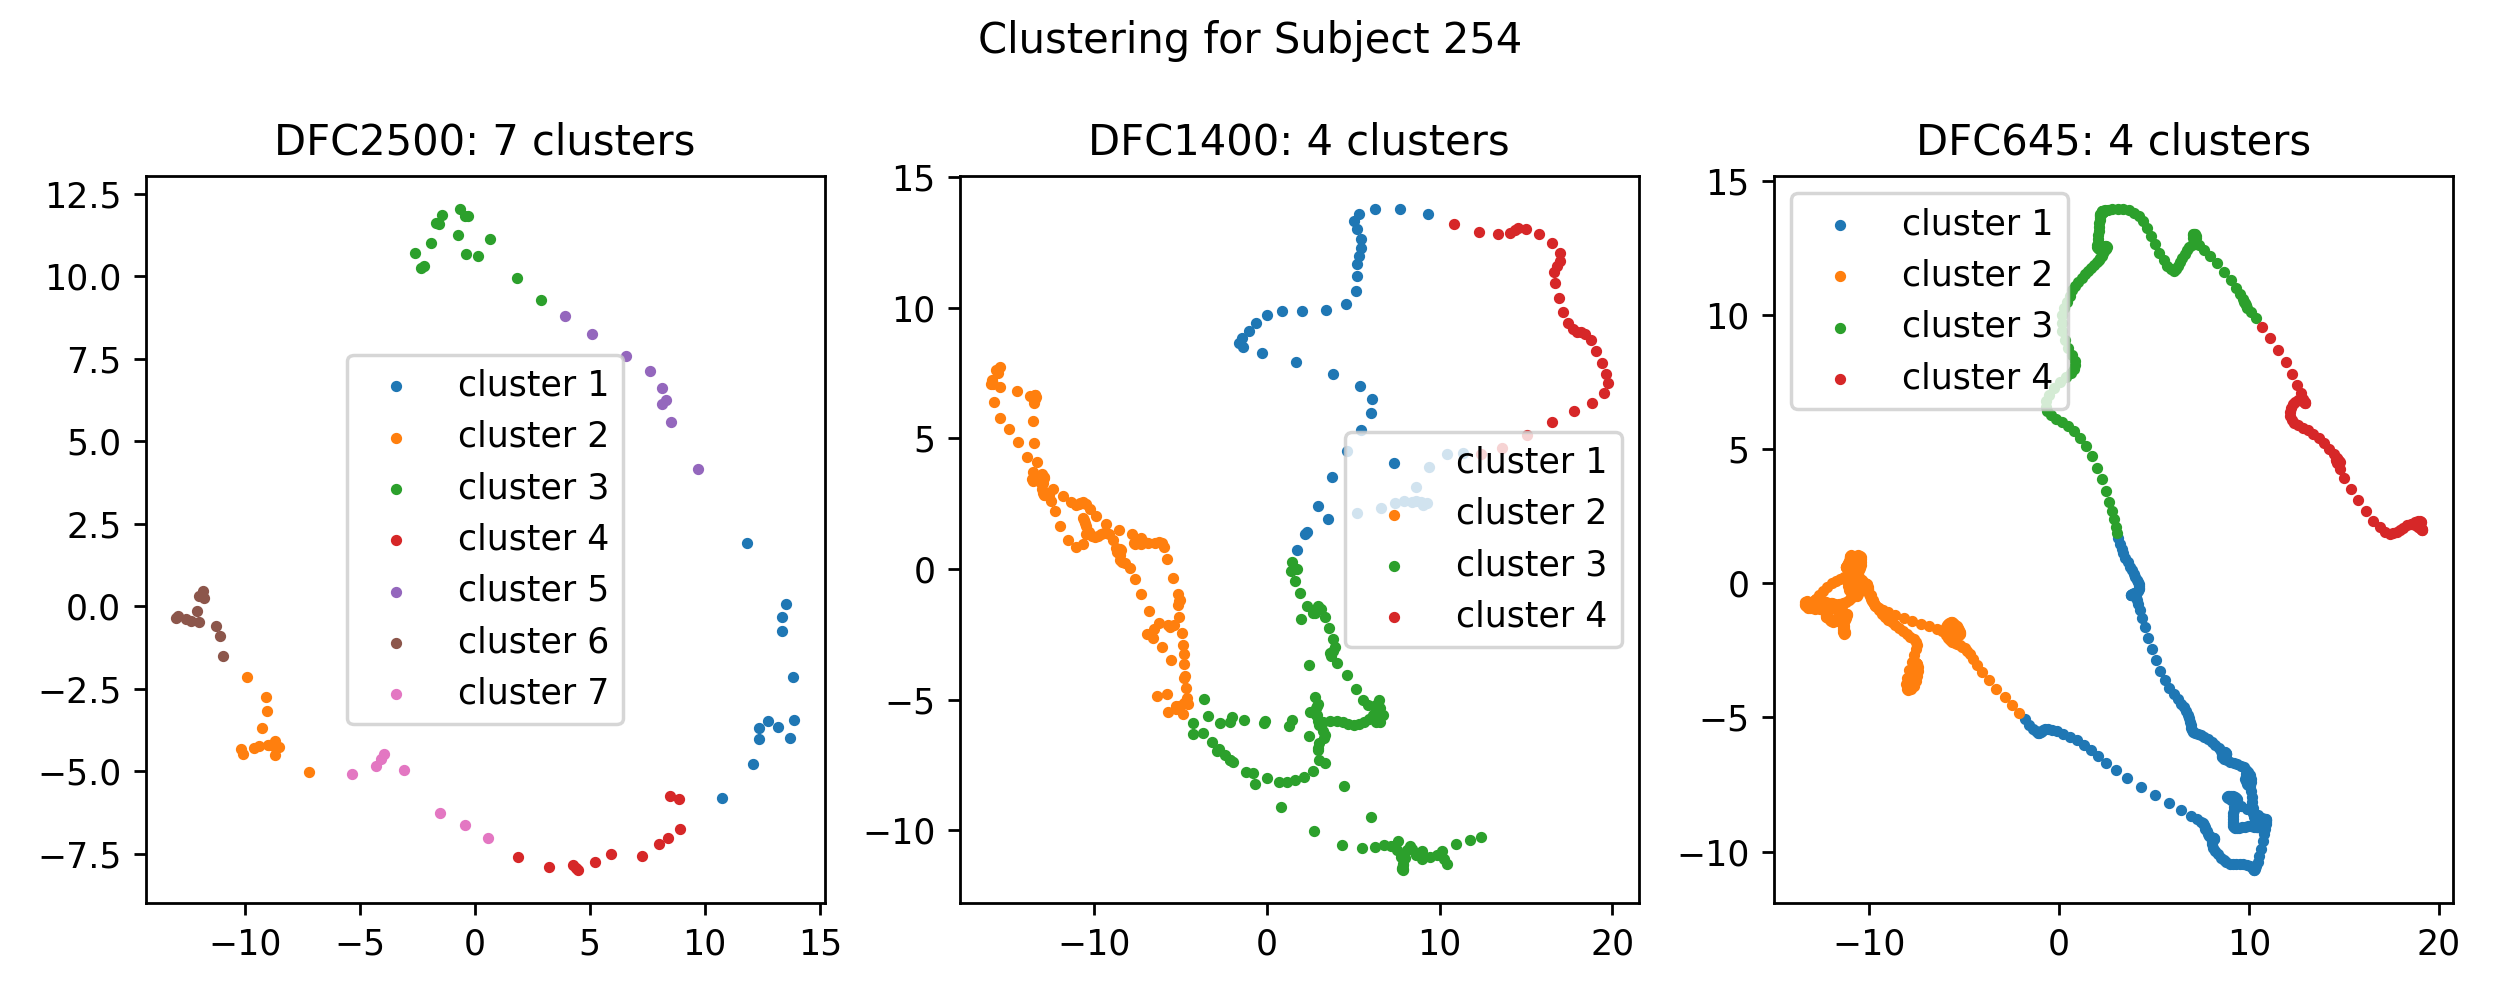 Clustering for Subject 254
DFC2500: 7 clusters
12.5
10.0
7.5
5.0
2.5
0.0
−2.5
−5.0
−7.5
−10
−5
0
5
10
15
cluster 1
cluster 2
cluster 3
cluster 4
cluster 5
cluster 6
cluster 7
DFC1400: 4 clusters
15
10
5
0
−5
−10
−10
0
10
20
cluster 1
cluster 2
cluster 3
cluster 4
DFC645: 4 clusters
15
10
5
0
−5
−10
−10
0
10
20
cluster 1
cluster 2
cluster 3
cluster 4